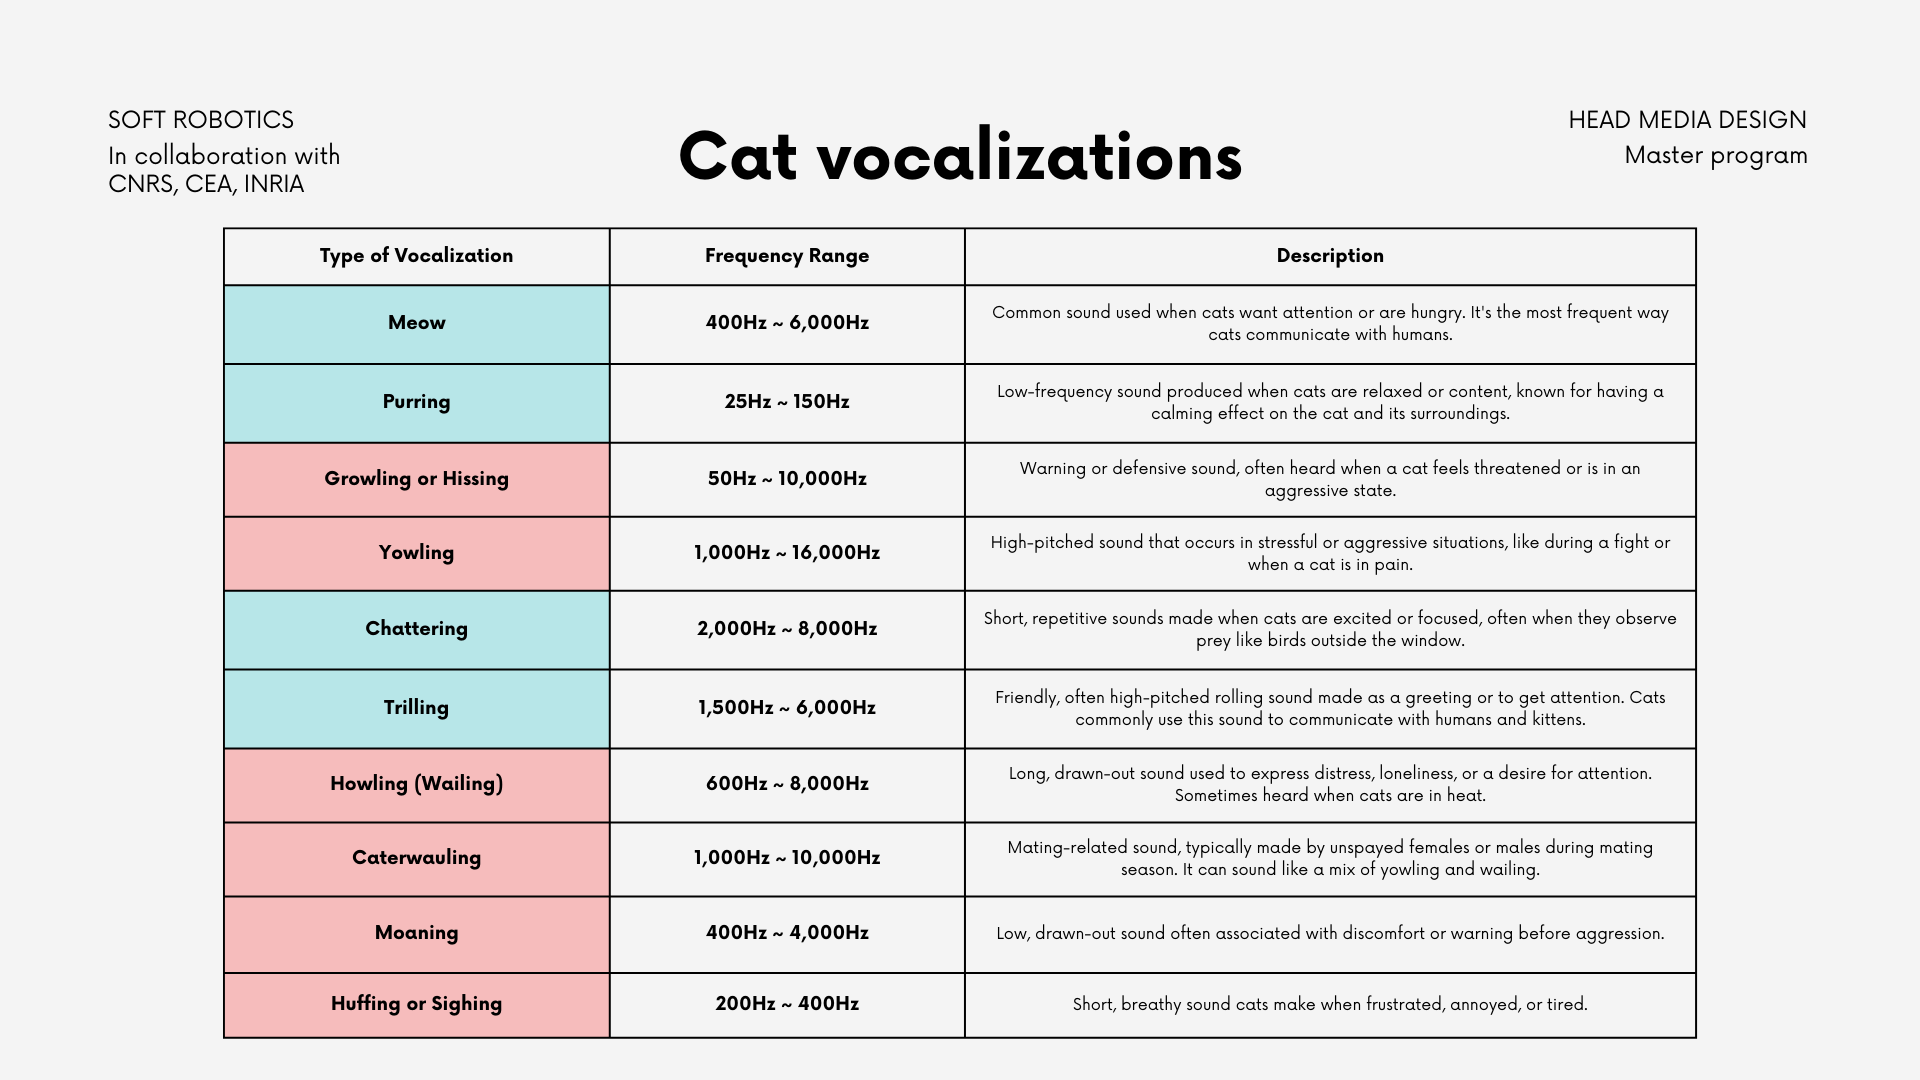 SOFT ROBOTICS
In collaboration with
CNRS, CEA, INRIA
Cat vocalizations
HEAD MEDIA DESIGN
Master program
Type of Vocalization
Frequency Range
Description
Meow
400Hz ~ 6,000Hz
Common sound used when cats want attention or are hungry. It's the most frequent way
cats communicate with humans.
Purring
25Hz ~ 150Hz
Low-frequency sound produced when cats are relaxed or content, known for having a
calming effect on the cat and its surroundings.
Growling or Hissing
50Hz ~ 10,000Hz
Warning or defensive sound, often heard when a cat feels threatened or is in an
aggressive state.
Yowling
1,000Hz ~ 16,000Hz
High-pitched sound that occurs in stressful or aggressive situations, like during a fight or
when a cat is in pain.
Chattering
2,000Hz ~ 8,000Hz
Short, repetitive sounds made when cats are excited or focused, often when they observe
prey like birds outside the window.
Trilling
1,500Hz ~ 6,000Hz
Friendly, often high-pitched rolling sound made as a greeting or to get attention. Cats
commonly use this sound to communicate with humans and kittens.
Howling (Wailing)
600Hz ~ 8,000Hz
Long, drawn-out sound used to express distress, loneliness, or a desire for attention.
Sometimes heard when cats are in heat.
Caterwauling
1,000Hz ~ 10,000Hz
Mating-related sound, typically made by unspayed females or males during mating
season. It can sound like a mix of yowling and wailing.
Moaning
400Hz ~ 4,000Hz
Low, drawn-out sound often associated with discomfort or warning before aggression.
Huffing or Sighing
200Hz ~ 400Hz
Short, breathy sound cats make when frustrated, annoyed, or tired.